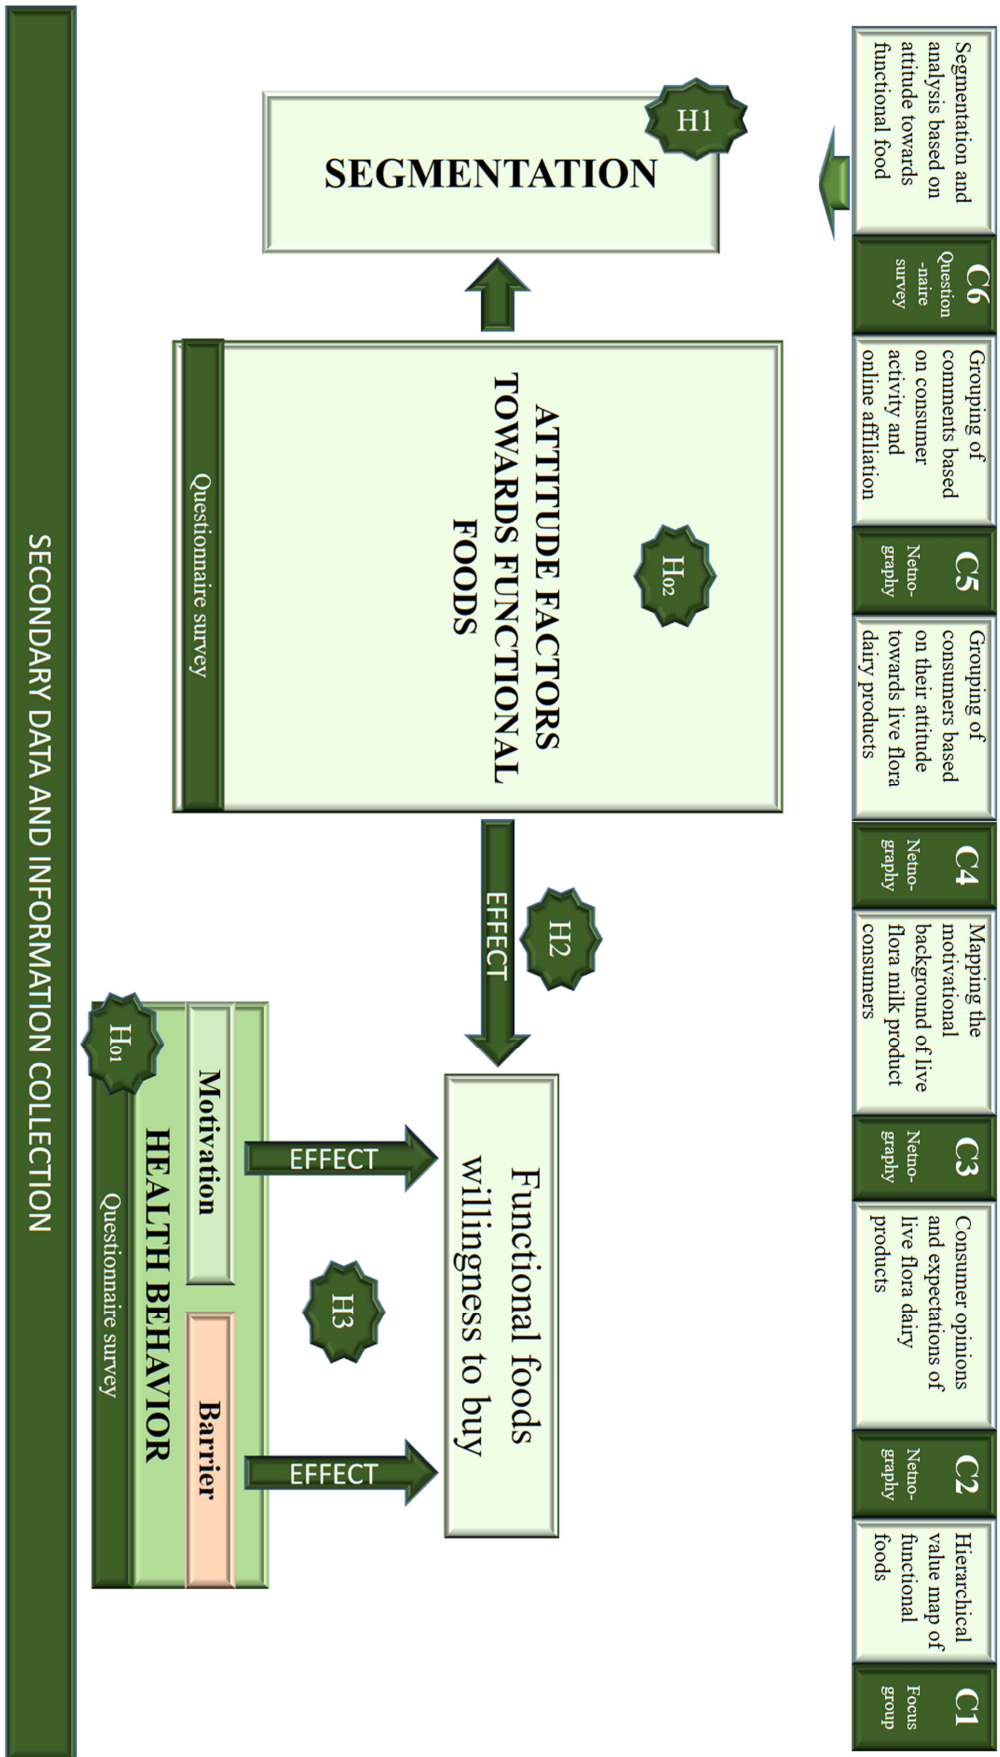 Segmentation and
analysis based on
attitude towards
functional food
C6
Question
-naire
survey
Grouping of
comments based
on consumer
activity and
online affiliation
C5
Netno-
graphy
Grouping of
consumers based
on their attitude
towards live flora
dairy products
C4
Netno-
graphy
Mapping the
motivational
background of live
flora milk product
consumers
C3
Netno-
graphy
Consumer opinions
and expectations of
live flora dairy
products
C2
Netno-
graphy
Hierarchical
value map of
functional
foods
C1
Focus
group
H1
SEGMENTATION
H02
ATTITUDE FACTORS
TOWARDS FUNCTIONAL
FOODS
Questionnaire survey
H2
EFFECT
Functional foods
willingness to buy
EFFECT
H3
EFFECT
Motivation
Barrier
HEALTH BEHAVIOR
H01
Questionnaire survey
SECONDARY DATA AND INFORMATION COLLECTION